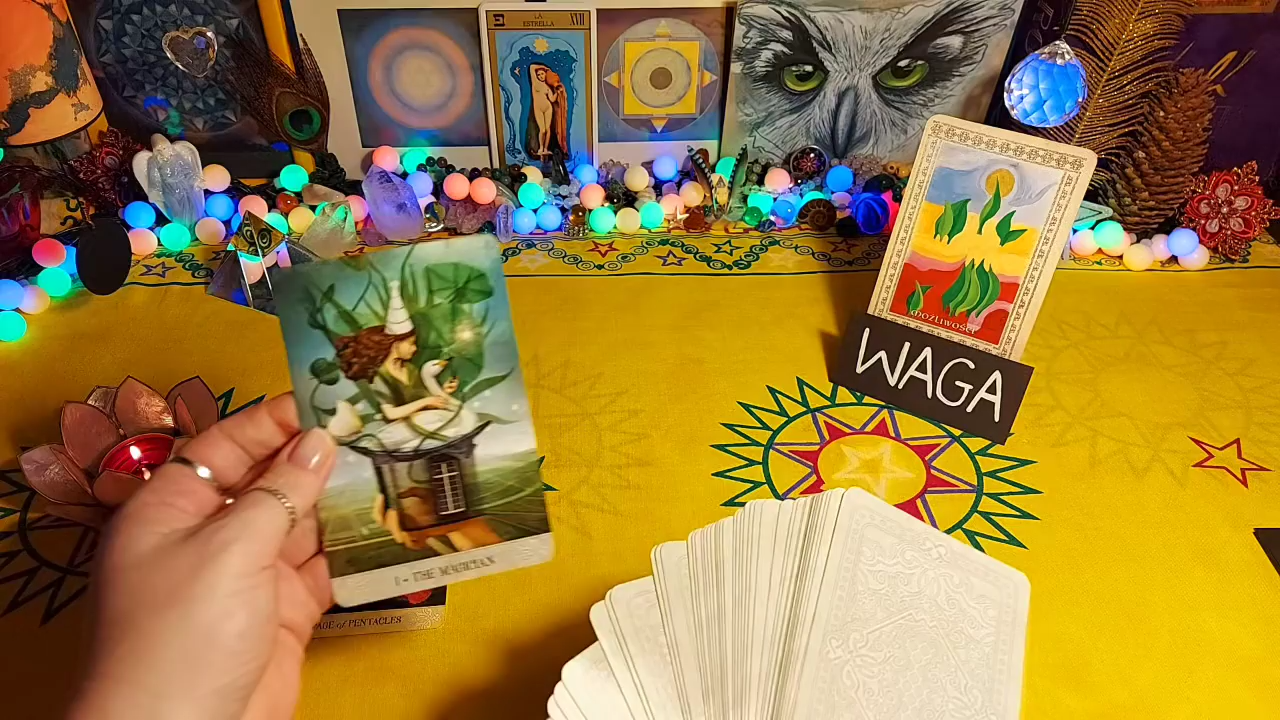 LA
ESTRELLA
XVII
MOŻLIWOŚCI
WAGA
I - THE MAGICIAN
PAGE of PENTACLES